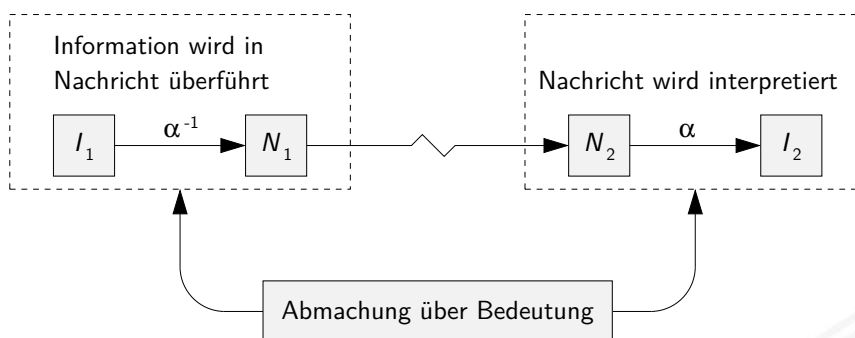 Information wird in
Nachricht überführt
I₁ α⁻¹ N₁
Nachricht wird interpretiert
N₂ α I₂
Abmachung über Bedeutung